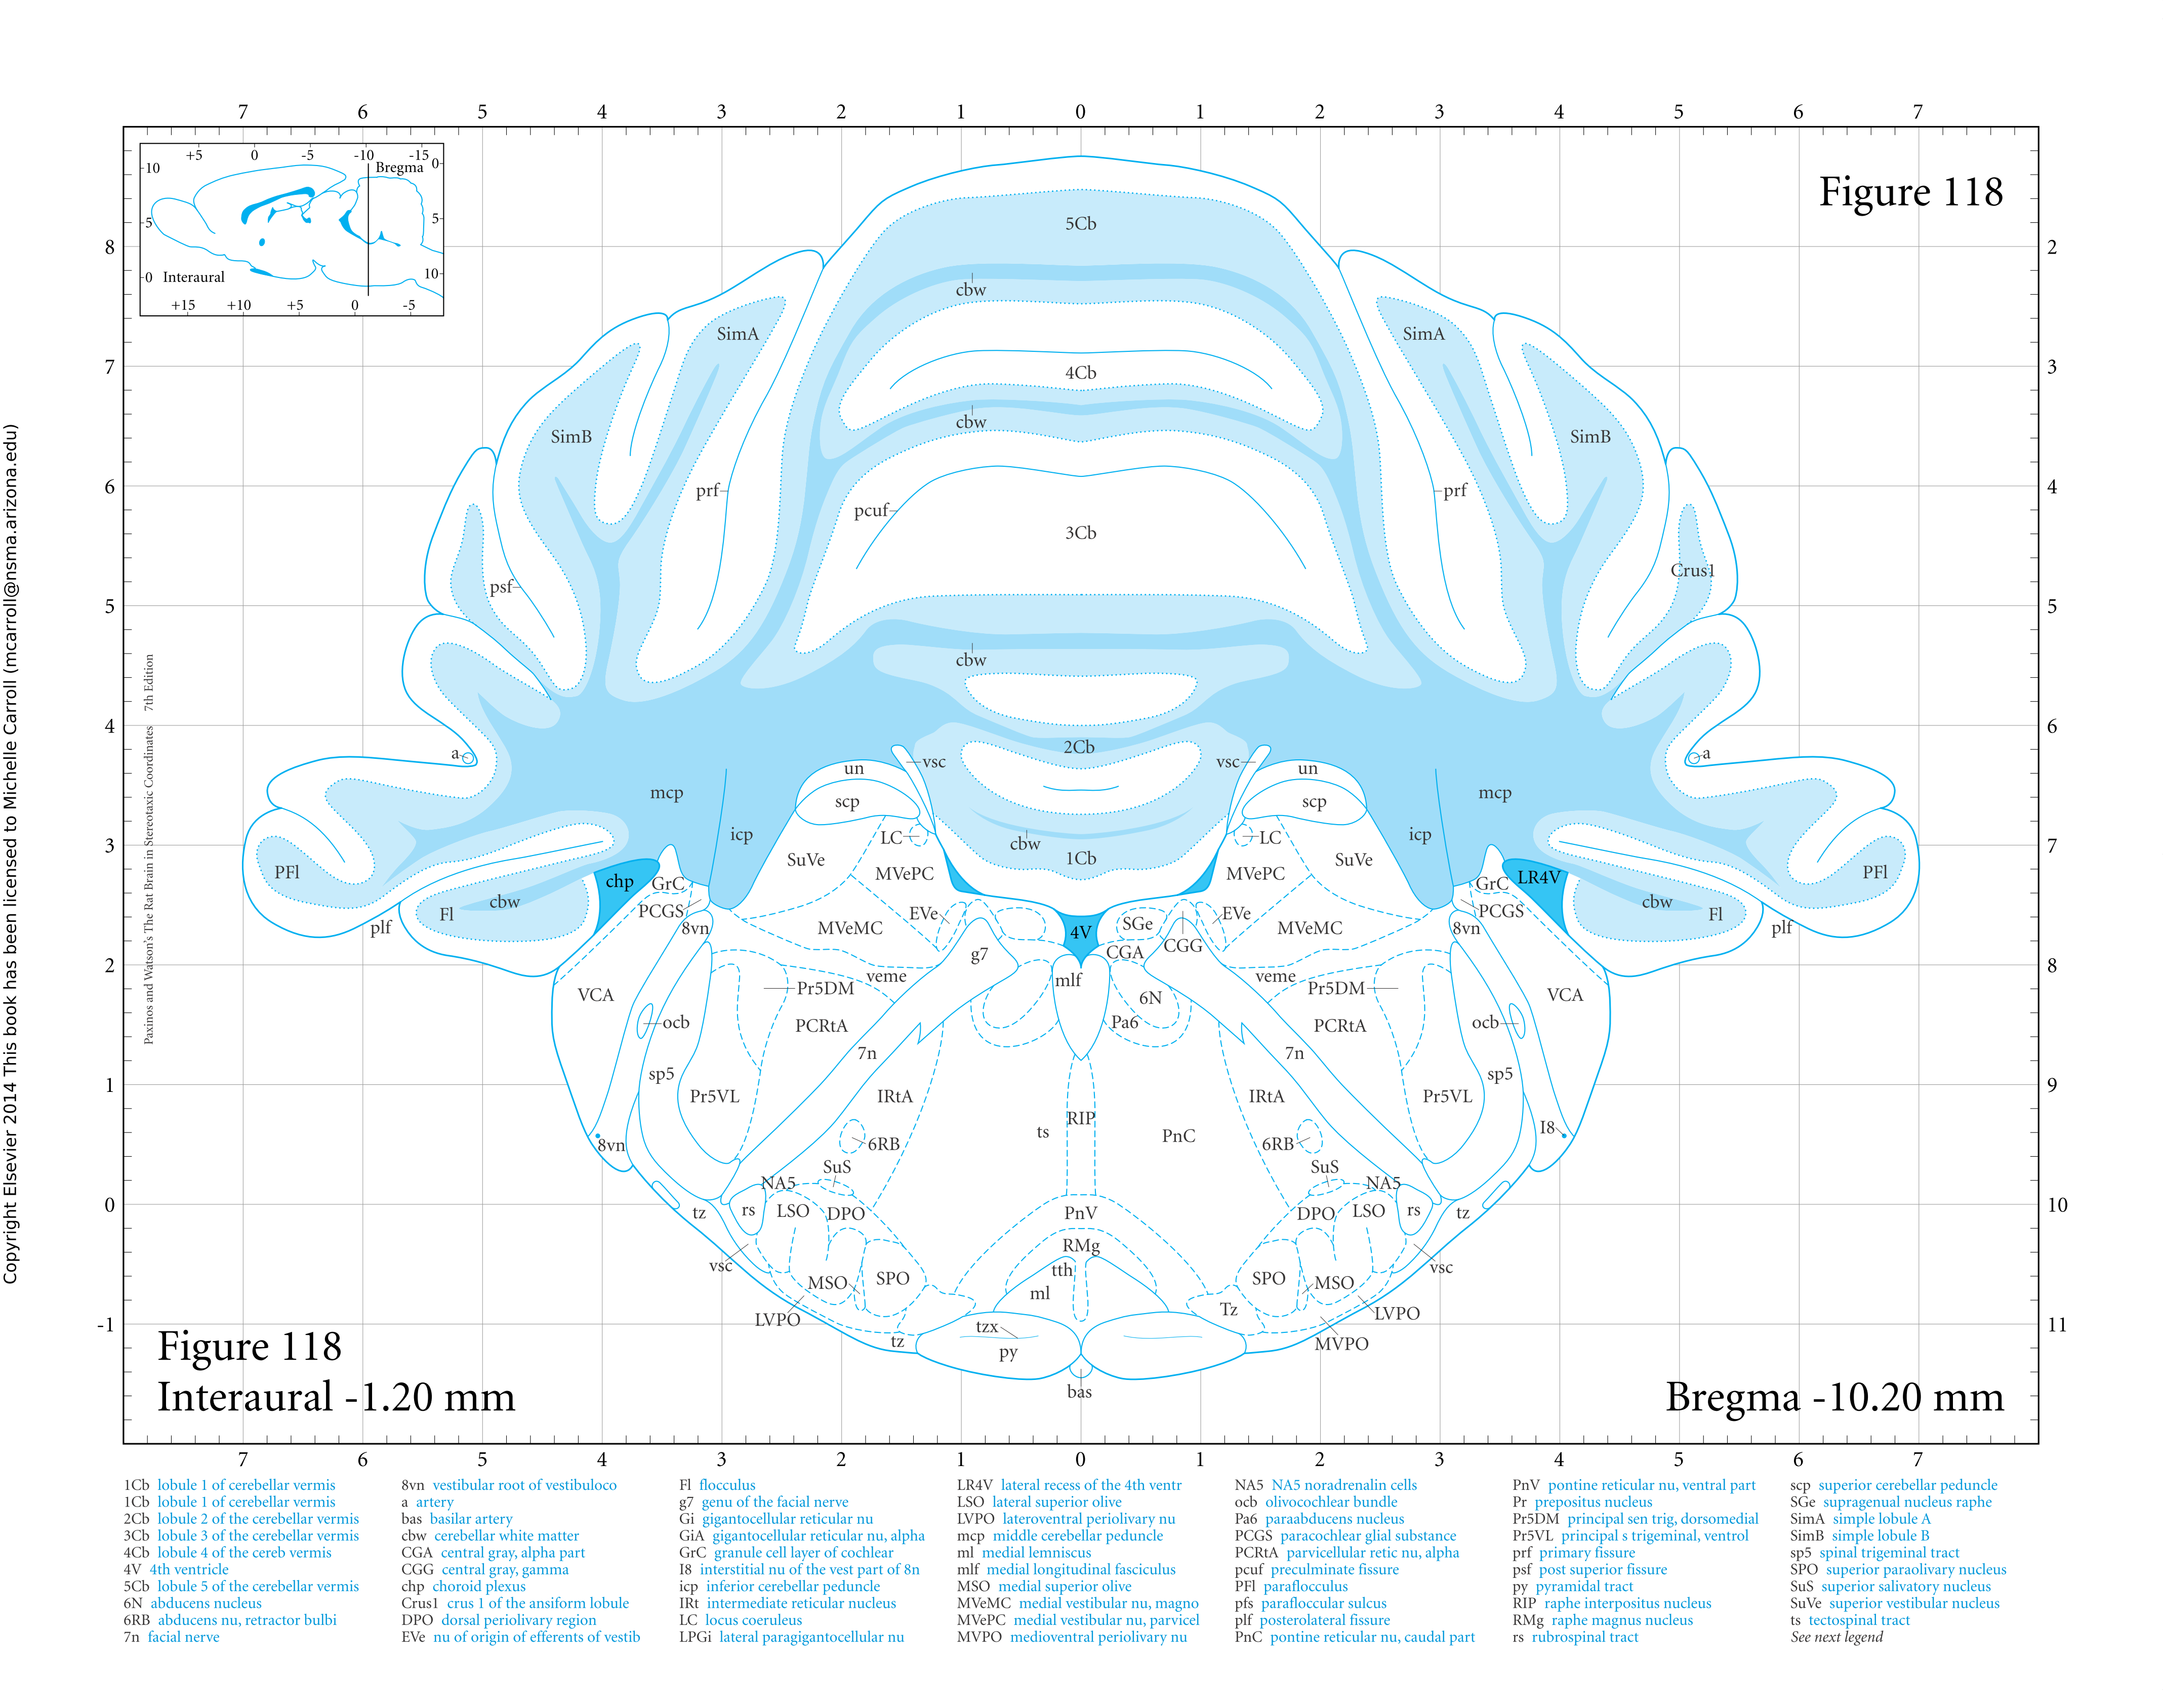 7 6 5 4 3 2 1 0 1 2 3 4 5 6 7
+5 0 -5 -10 -15
Bregma 0
10
5
5
0 Interaural
10
+15 +10 +5 0 -5
Figure 118
8 7 6 5 4 3 2 1 0 -1
2 3 4 5 6 7 8 9 10 11
Copyright Elsevier 2014 This book has been licensed to Michelle Carroll (mcarroll@nsma.arizona.edu)
Paxinos and Watson's The Rat Brain in Stereotaxic Coordinates 7th Edition
5Cb
cbw
SimA SimA
4Cb
cbw
SimB SimB
prf prf
pcuf
3Cb
Crus1
psf
cbw
2Cb
a a
vsc vsc
un un
mcp mcp
scp scp
icp icp
LC LC
cbw
SuVe SuVe
1Cb
MVePC MVePC
PFl PFl
chp LR4V
GrC GrC
cbw cbw
PCGS PCGS
Fl Fl
EVe EVe
SGe
plf plf
8vn 8vn
MVeMC MVeMC
4V
CGG
CGA
g7
veme veme
mlf
Pr5DM Pr5DM
VCA VCA
6N
ocb ocb
PCRtA PCRtA
Pa6
7n 7n
sp5 sp5
Pr5VL Pr5VL
IRtA IRtA
RIP
ts
PnC
I8
8vn
6RB 6RB
SuS SuS
NA5 NA5
tz tz
rs rs
LSO LSO
DPO DPO
PnV
RMg
vsc vsc
tth
MSO MSO
SPO SPO
ml
LVPO LVPO
Tz
tzx
tz
MVPO
py
bas
Figure 118
Interaural -1.20 mm
Bregma -10.20 mm
7 6 5 4 3 2 1 0 1 2 3 4 5 6 7
1Cb lobule 1 of cerebellar vermis
1Cb lobule 1 of cerebellar vermis
2Cb lobule 2 of the cerebellar vermis
3Cb lobule 3 of the cerebellar vermis
4Cb lobule 4 of the cereb vermis
4V 4th ventricle
5Cb lobule 5 of the cerebellar vermis
6N abducens nucleus
6RB abducens nu, retractor bulbi
7n facial nerve
8vn vestibular root of vestibuloco
a artery
bas basilar artery
cbw cerebellar white matter
CGA central gray, alpha part
CGG central gray, gamma
chp choroid plexus
Crus1 crus 1 of the ansiform lobule
DPO dorsal periolivary region
EVe nu of origin of efferents of vestib
Fl flocculus
g7 genu of the facial nerve
Gi gigantocellular reticular nu
GiA gigantocellular reticular nu, alpha
GrC granule cell layer of cochlear
I8 interstitial nu of the vest part of 8n
icp inferior cerebellar peduncle
IRt intermediate reticular nucleus
LC locus coeruleus
LPGi lateral paragigantocellular nu
LR4V lateral recess of the 4th ventr
LSO lateral superior olive
LVPO lateroventral periolivary nu
mcp middle cerebellar peduncle
ml medial lemniscus
mlf medial longitudinal fasciculus
MSO medial superior olive
MVeMC medial vestibular nu, magno
MVePC medial vestibular nu, parvicel
MVPO medioventral periolivary nu
NA5 NA5 noradrenalin cells
ocb olivocochlear bundle
Pa6 paraabducens nucleus
PCGS paracochlear glial substance
PCRtA parvicellular retic nu, alpha
pcuf preculminate fissure
PFl paraflocculus
pfs parafloccular sulcus
plf posterolateral fissure
PnC pontine reticular nu, caudal part
PnV pontine reticular nu, ventral part
Pr prepositus nucleus
Pr5DM principal sen trig, dorsomedial
Pr5VL principal s trigeminal, ventrol
prf primary fissure
psf post superior fissure
py pyramidal tract
RIP raphe interpositus nucleus
RMg raphe magnus nucleus
rs rubrospinal tract
scp superior cerebellar peduncle
SGe supragenual nucleus raphe
SimA simple lobule A
SimB simple lobule B
sp5 spinal trigeminal tract
SPO superior paraolivary nucleus
SuS superior salivatory nucleus
SuVe superior vestibular nucleus
ts tectospinal tract
See next legend